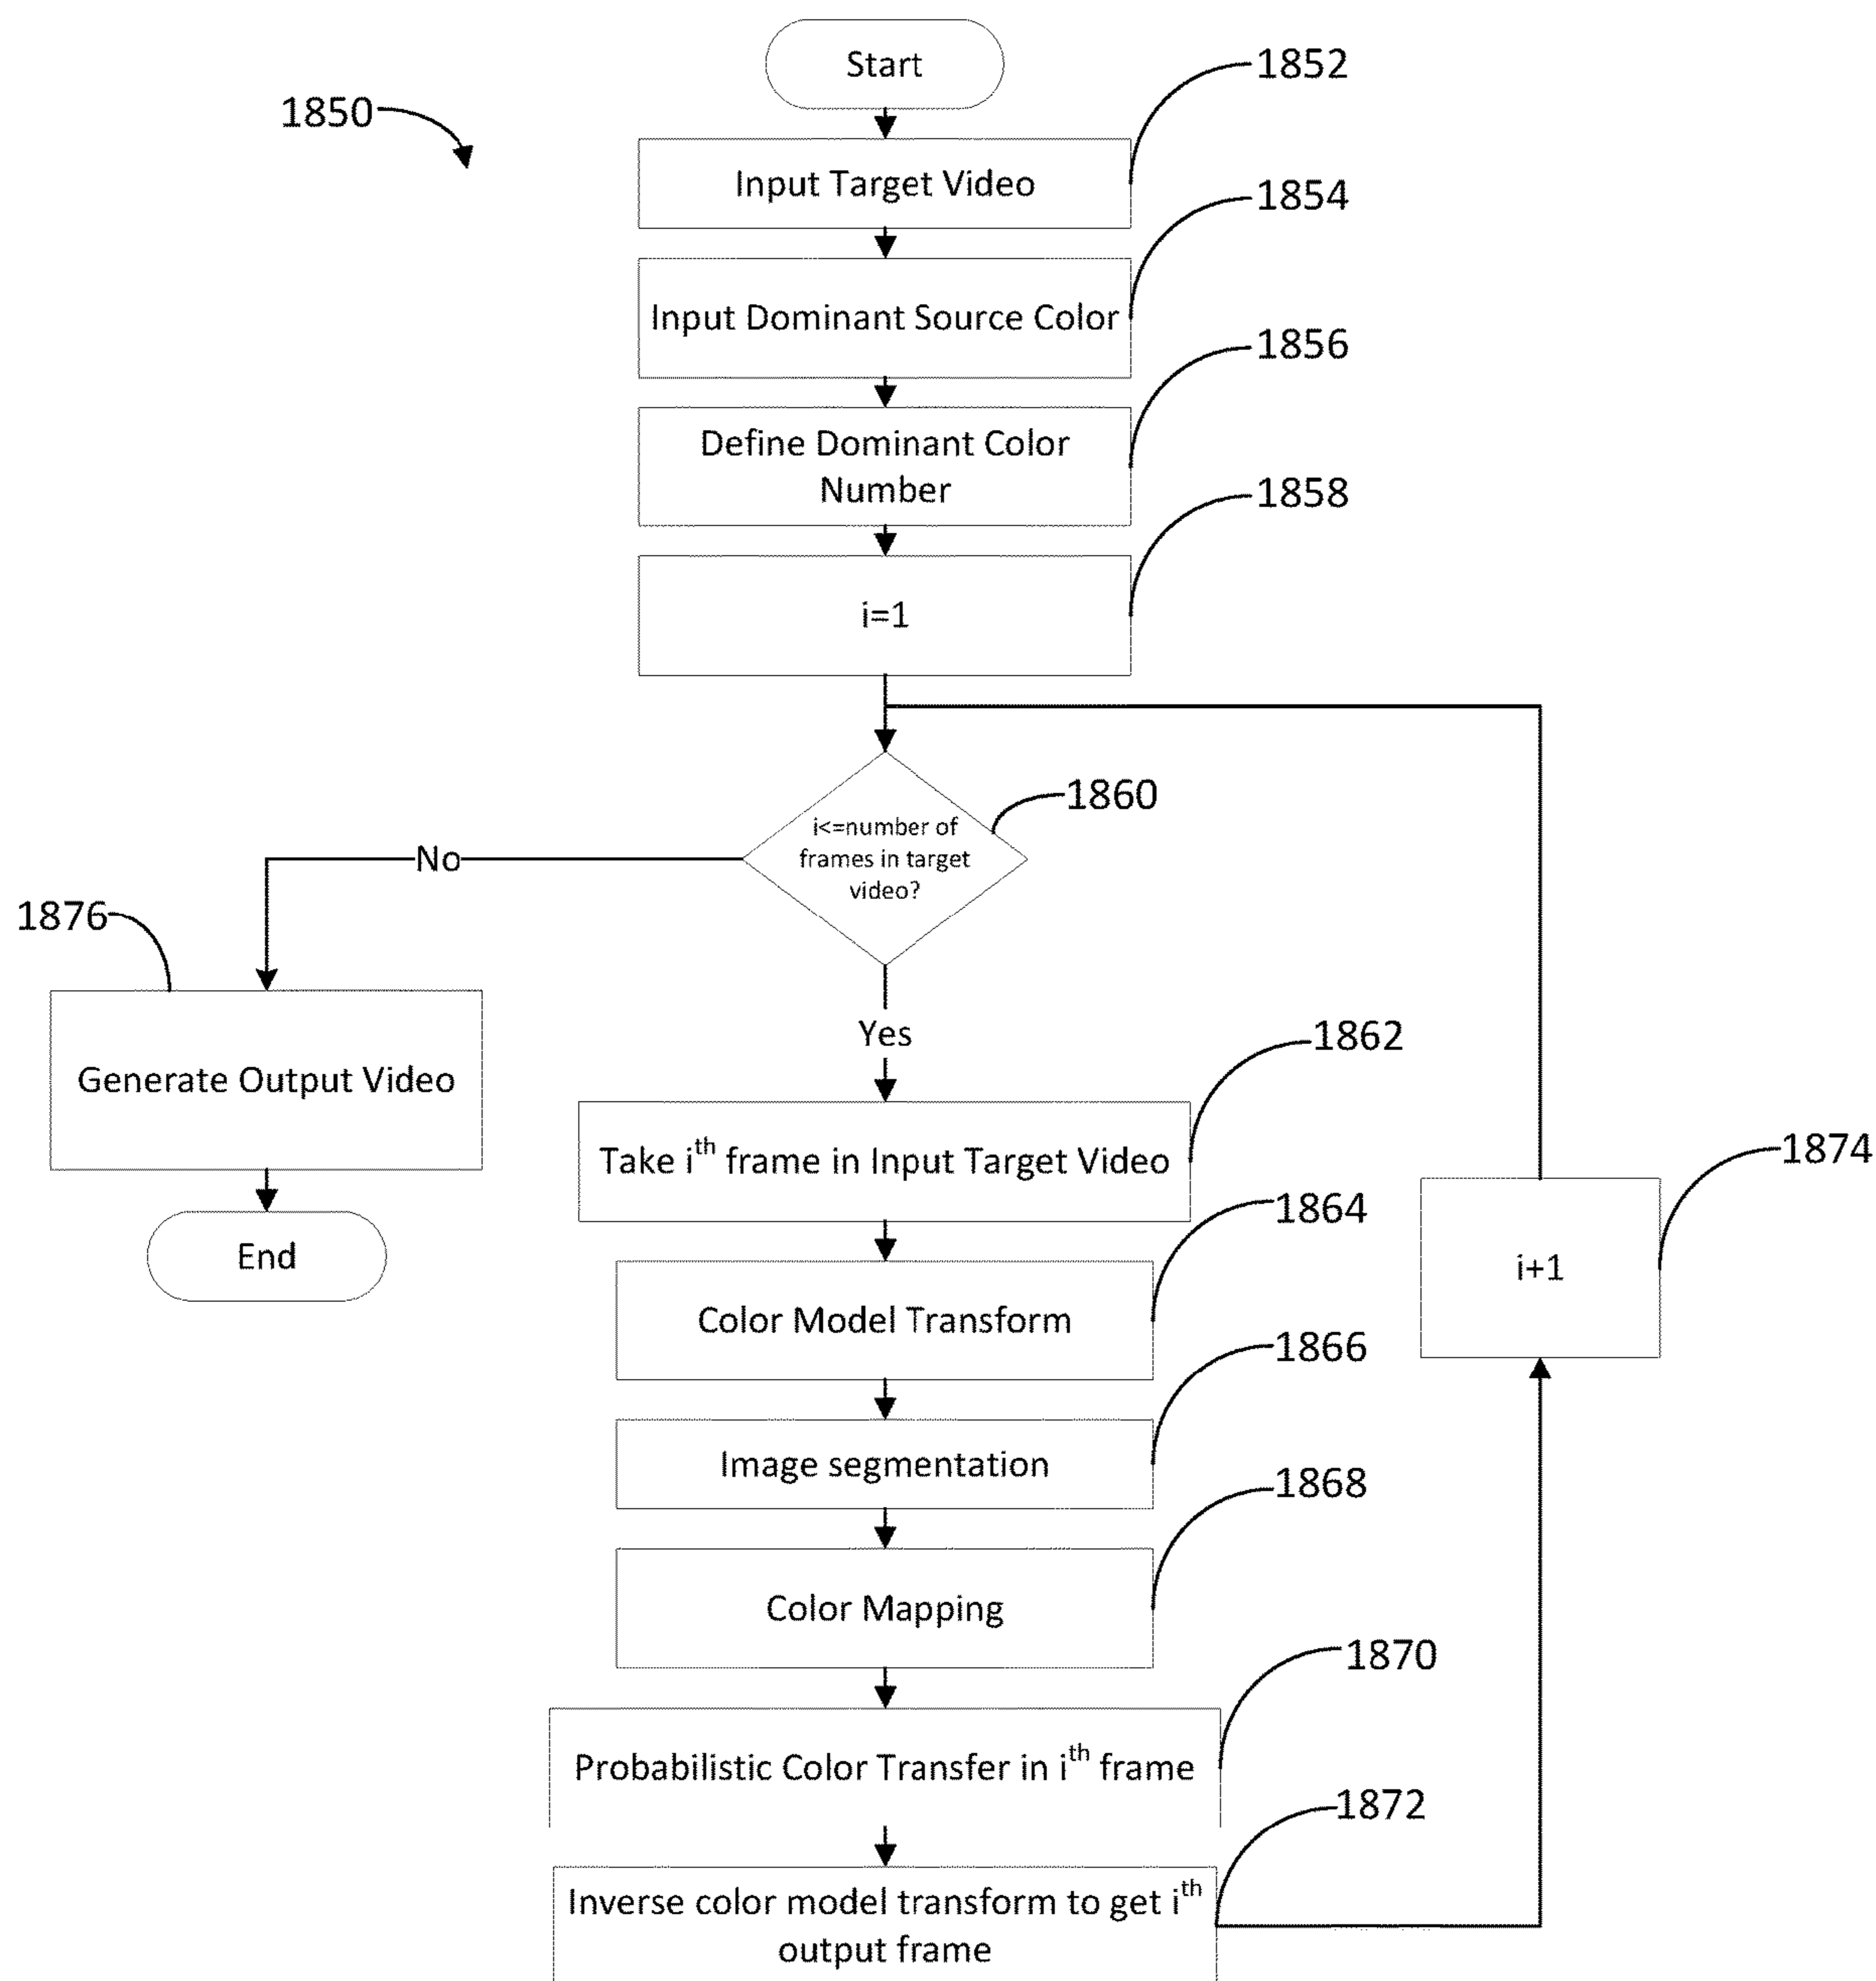 Start
1852
1850
Input Target Video
1854
Input Dominant Source Color
1856
Define Dominant Color
Number
1858
i=1
1860
i<=number of
frames in target
video?
No
1876
Yes
1862
Generate Output Video
Take i^th frame in Input Target Video
1874
1864
End
i+1
Color Model Transform
1866
Image segmentation
1868
Color Mapping
1870
Probabilistic Color Transfer in i^th frame
1872
Inverse color model transform to get i^th
output frame